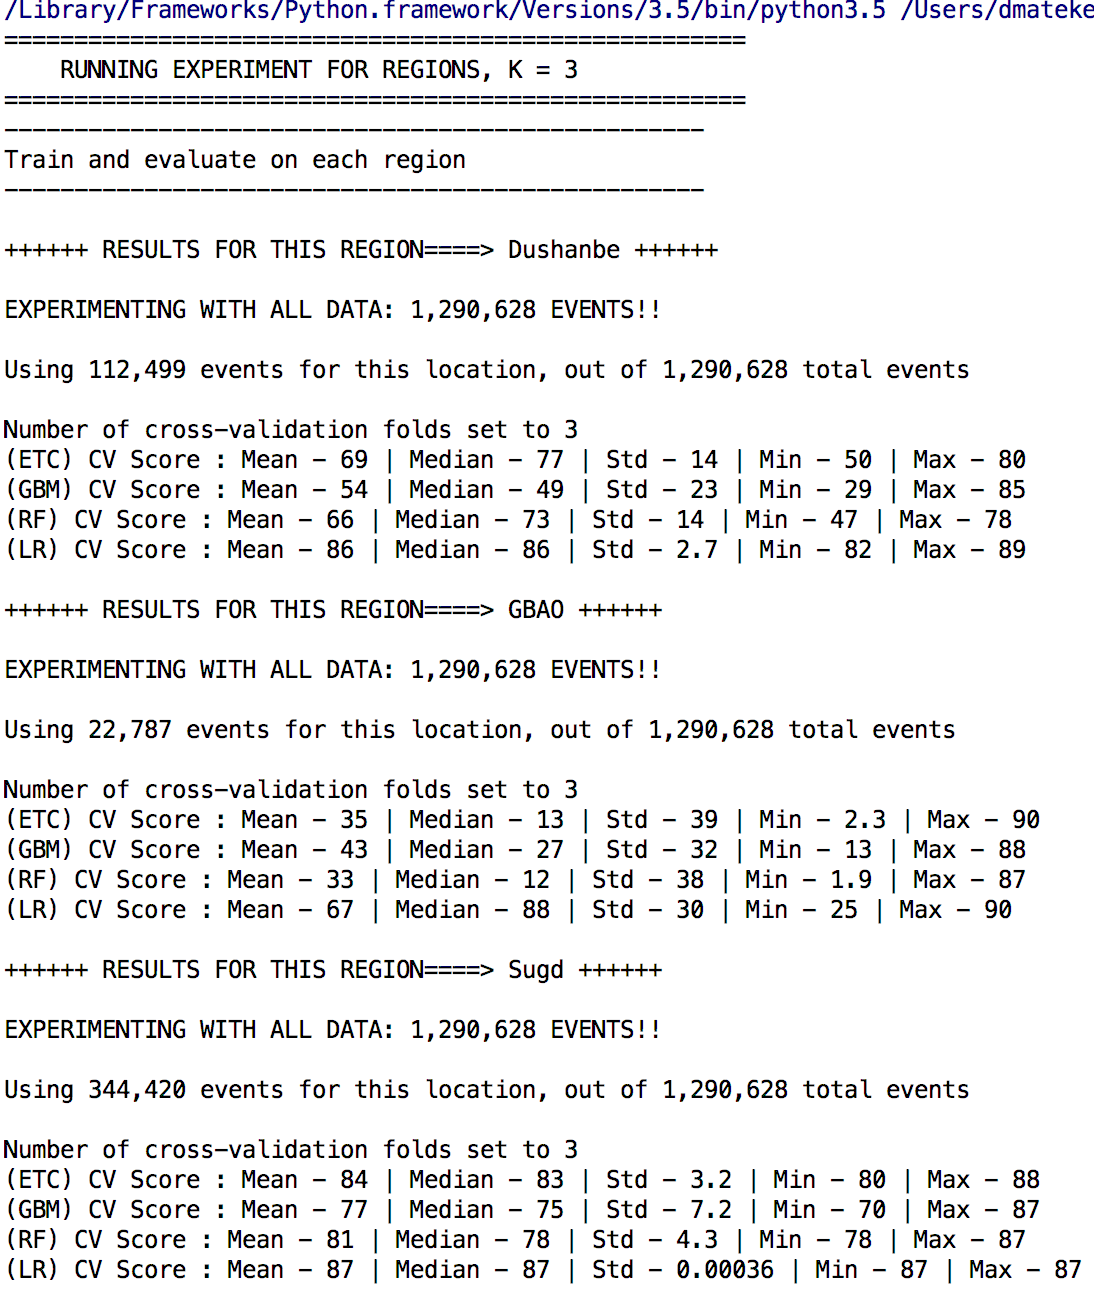 /Library/Frameworks/Python.framework/Versions/3.5/bin/python3.5 /Users/dmateke
=====================================================
    RUNNING EXPERIMENT FOR REGIONS, K = 3
=====================================================
--------------------------------------------------
Train and evaluate on each region
--------------------------------------------------
++++++ RESULTS FOR THIS REGION====> Dushanbe ++++++
EXPERIMENTING WITH ALL DATA: 1,290,628 EVENTS!!
Using 112,499 events for this location, out of 1,290,628 total events
Number of cross-validation folds set to 3
(ETC) CV Score : Mean - 69 | Median - 77 | Std - 14 | Min - 50 | Max - 80
(GBM) CV Score : Mean - 54 | Median - 49 | Std - 23 | Min - 29 | Max - 85
(RF) CV Score : Mean - 66 | Median - 73 | Std - 14 | Min - 47 | Max - 78
(LR) CV Score : Mean - 86 | Median - 86 | Std - 2.7 | Min - 82 | Max - 89
++++++ RESULTS FOR THIS REGION====> GBAO ++++++
EXPERIMENTING WITH ALL DATA: 1,290,628 EVENTS!!
Using 22,787 events for this location, out of 1,290,628 total events
Number of cross-validation folds set to 3
(ETC) CV Score : Mean - 35 | Median - 13 | Std - 39 | Min - 2.3 | Max - 90
(GBM) CV Score : Mean - 43 | Median - 27 | Std - 32 | Min - 13 | Max - 88
(RF) CV Score : Mean - 33 | Median - 12 | Std - 38 | Min - 1.9 | Max - 87
(LR) CV Score : Mean - 67 | Median - 88 | Std - 30 | Min - 25 | Max - 90
++++++ RESULTS FOR THIS REGION====> Sugd ++++++
EXPERIMENTING WITH ALL DATA: 1,290,628 EVENTS!!
Using 344,420 events for this location, out of 1,290,628 total events
Number of cross-validation folds set to 3
(ETC) CV Score : Mean - 84 | Median - 83 | Std - 3.2 | Min - 80 | Max - 88
(GBM) CV Score : Mean - 77 | Median - 75 | Std - 7.2 | Min - 70 | Max - 87
(RF) CV Score : Mean - 81 | Median - 78 | Std - 4.3 | Min - 78 | Max - 87
(LR) CV Score : Mean - 87 | Median - 87 | Std - 0.00036 | Min - 87 | Max - 87